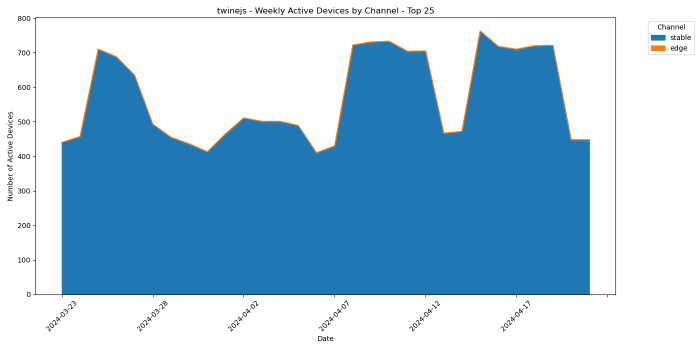 twinejs - Weekly Active Devices by Channel - Top 25
Channel
stable
edge
Number of Active Devices
800
700
600
500
400
300
200
100
0
2024-03-23
2024-03-28
2024-04-02
2024-04-07
2024-04-12
2024-04-17
Date